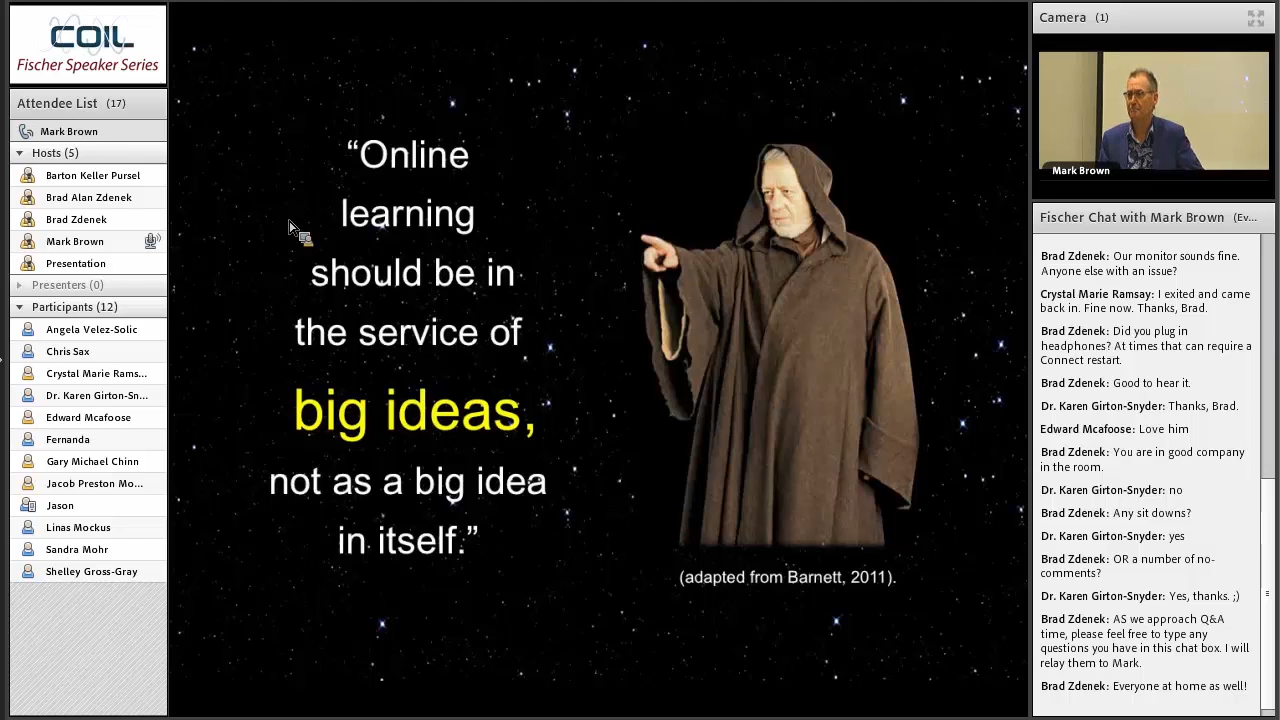 COIL
Fischer Speaker Series
Attendee List (17)
Mark Brown
Hosts (5)
Barton Keller Pursel
Brad Alan Zdenek
Brad Zdenek
Mark Brown
Presentation
Presenters (0)
Participants (12)
Angela Velez-Solic
Chris Sax
Crystal Marie Rams...
Dr. Karen Girton-Sn...
Edward Mcafoose
Fernanda
Gary Michael Chinn
Jacob Preston Mo...
Jason
Linas Mockus
Sandra Mohr
Shelley Gross-Gray
“Online
learning
should be in
the service of
big ideas,
not as a big idea
in itself.”
(adapted from Barnett, 2011).
Camera (1)
Mark Brown
Fischer Chat with Mark Brown (Ev...
Brad Zdenek: Our monitor sounds fine.
Anyone else with an issue?
Crystal Marie Ramsay: I exited and came
back in. Fine now. Thanks, Brad.
Brad Zdenek: Did you plug in
headphones? At times that can require a
Connect restart.
Brad Zdenek: Good to hear it.
Dr. Karen Girton-Snyder: Thanks, Brad.
Edward Mcafoose: Love him
Brad Zdenek: You are in good company
in the room.
Dr. Karen Girton-Snyder: no
Brad Zdenek: Any sit downs?
Dr. Karen Girton-Snyder: yes
Brad Zdenek: OR a number of no-
comments?
Dr. Karen Girton-Snyder: Yes, thanks. ;)
Brad Zdenek: AS we approach Q&A
time, please feel free to type any
questions you have in this chat box. I will
relay them to Mark.
Brad Zdenek: Everyone at home as well!